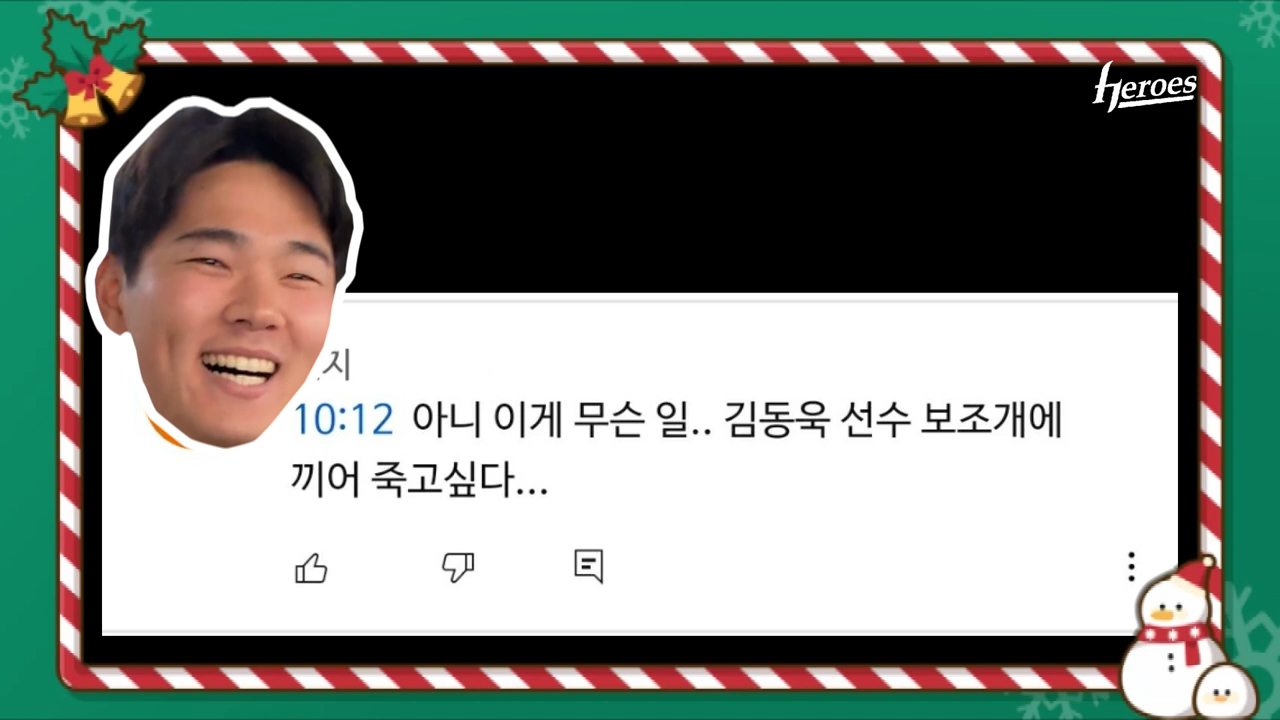 heroes
시
10:12 아니 이게 무슨 일.. 김동욱 선수 보조개에
끼어 죽고싶다...